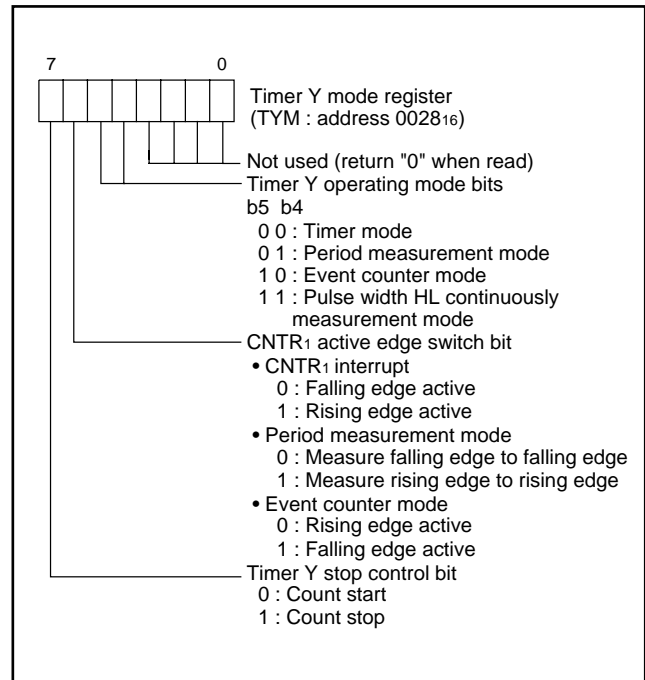 7 0
Timer Y mode register
(TYM : address 0028₁₆)
Not used (return "0" when read)
Timer Y operating mode bits
b5 b4
0 0 : Timer mode
0 1 : Period measurement mode
1 0 : Event counter mode
1 1 : Pulse width HL continuously
measurement mode
CNTR₁ active edge switch bit
• CNTR₁ interrupt
0 : Falling edge active
1 : Rising edge active
• Period measurement mode
0 : Measure falling edge to falling edge
1 : Measure rising edge to rising edge
• Event counter mode
0 : Rising edge active
1 : Falling edge active
Timer Y stop control bit
0 : Count start
1 : Count stop